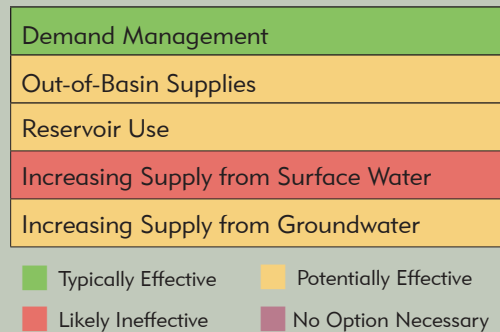 Demand Management
Out-of-Basin Supplies
Reservoir Use
Increasing Supply from Surface Water
Increasing Supply from Groundwater
Typically Effective
Potentially Effective
Likely Ineffective
No Option Necessary